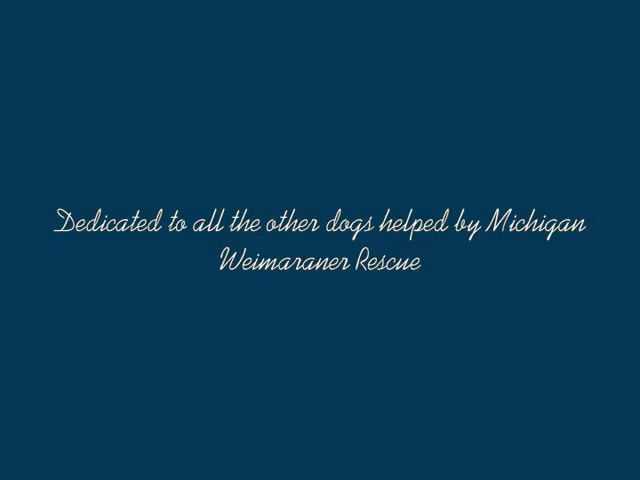 Dedicated to all the other dogs helped by Michigan
Weimaraner Rescue